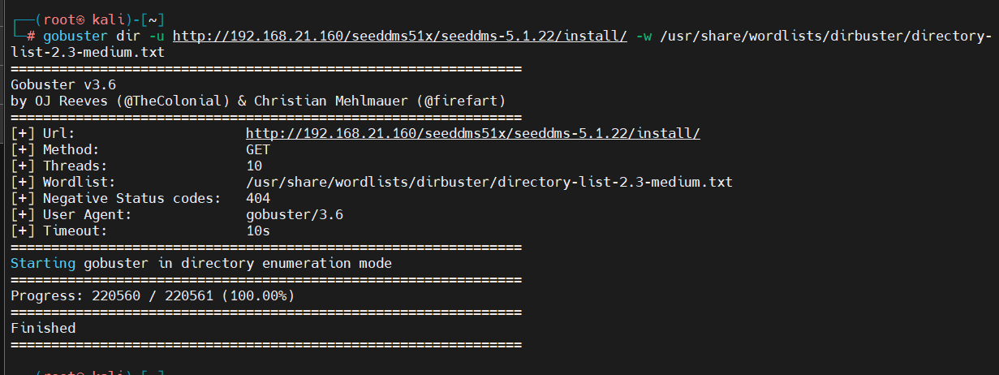 ┌──(root㉿ kali)-[~]
└─# gobuster dir -u http://192.168.21.160/seeddms51x/seeddms-5.1.22/install/ -w /usr/share/wordlists/dirbuster/directory-
list-2.3-medium.txt
===============================================================
Gobuster v3.6
by OJ Reeves (@TheColonial) & Christian Mehlmauer (@firefart)
===============================================================
[+] Url:                     http://192.168.21.160/seeddms51x/seeddms-5.1.22/install/
[+] Method:                  GET
[+] Threads:                 10
[+] Wordlist:                /usr/share/wordlists/dirbuster/directory-list-2.3-medium.txt
[+] Negative Status codes:   404
[+] User Agent:              gobuster/3.6
[+] Timeout:                 10s
===============================================================
Starting gobuster in directory enumeration mode
===============================================================
Progress: 220560 / 220561 (100.00%)
===============================================================
Finished
===============================================================
(root㉿ kali)-[~]